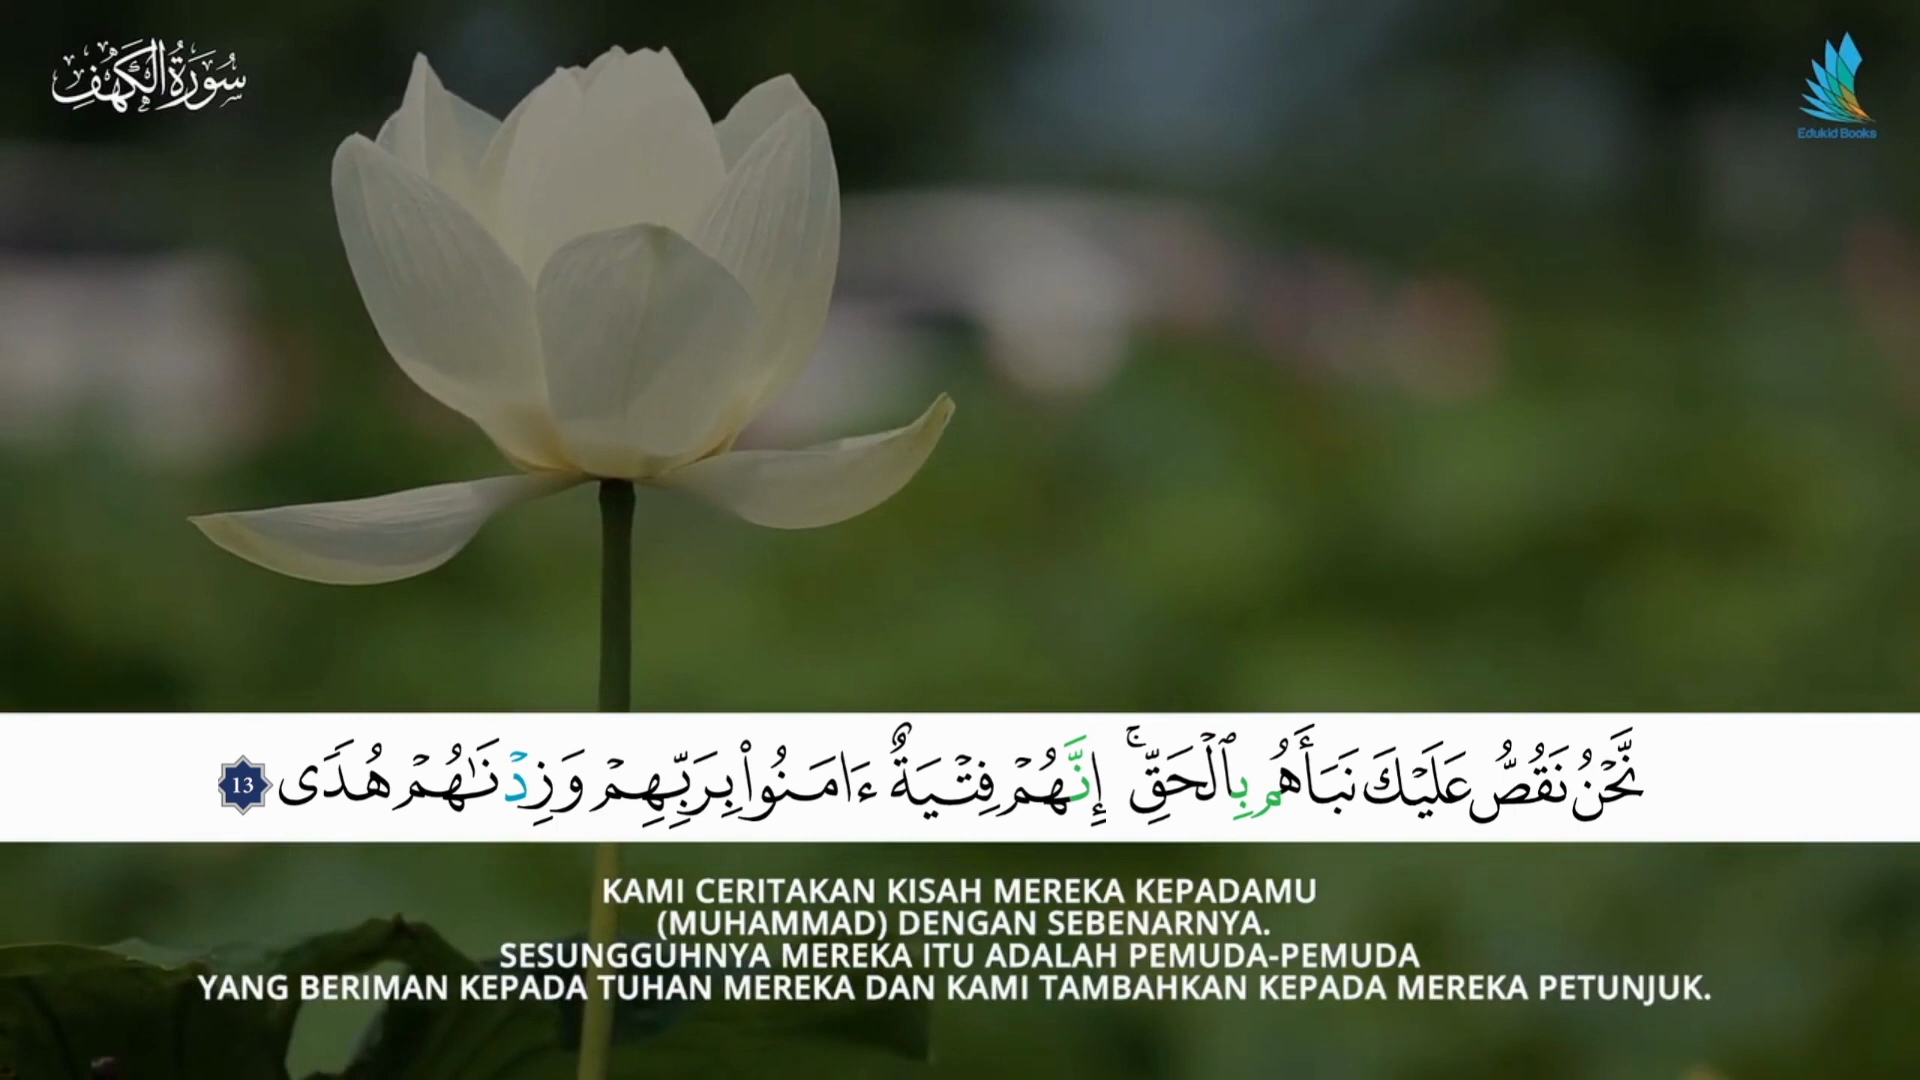 سُورَةُ الكَهْفِ
Edukid Books
نَّحْنُ نَقُصُّ عَلَيْكَ نَبَأَهُم بِٱلْحَقِّ ۚ إِنَّهُمْ فِتْيَةٌ ءَامَنُوا۟ بِرَبِّهِمْ وَزِدْنَـٰهُمْ هُدًى 13
KAMI CERITAKAN KISAH MEREKA KEPADAMU
(MUHAMMAD) DENGAN SEBENARNYA.
SESUNGGUHNYA MEREKA ITU ADALAH PEMUDA-PEMUDA
YANG BERIMAN KEPADA TUHAN MEREKA DAN KAMI TAMBAHKAN KEPADA MEREKA PETUNJUK.